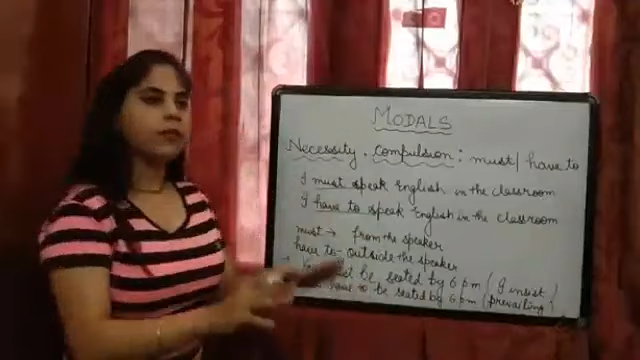 MODALS
Necessity, compulsion: must/ have to
I must speak English in the classroom
I have to speak English in the classroom
must → from the speaker
have to - outside the speaker
be seated by 6 pm (I insist)
have to be seated by 6 pm (prevailing)